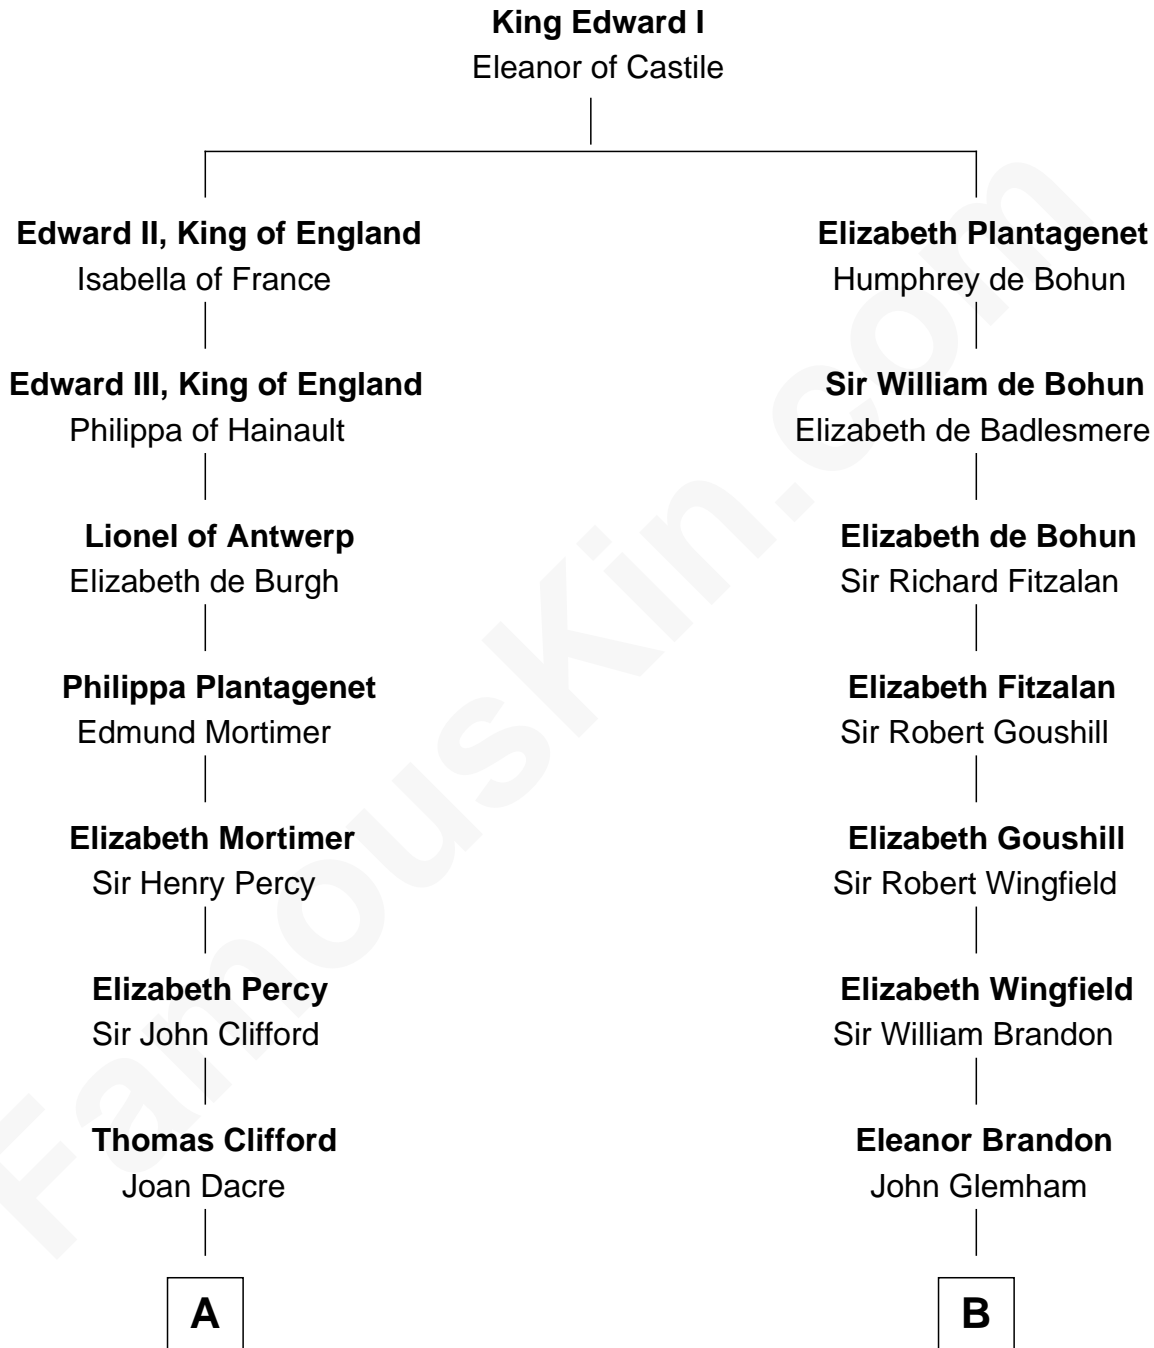 King Edward I
Eleanor of Castile
Edward II, King of England
Isabella of France
Elizabeth Plantagenet
Humphrey de Bohun
Edward III, King of England
Philippa of Hainault
Sir William de Bohun
Elizabeth de Badlesmere
Lionel of Antwerp
Elizabeth de Burgh
Elizabeth de Bohun
Sir Richard Fitzalan
Philippa Plantagenet
Edmund Mortimer
Elizabeth Fitzalan
Sir Robert Goushill
Elizabeth Mortimer
Sir Henry Percy
Elizabeth Goushill
Sir Robert Wingfield
Elizabeth Percy
Sir John Clifford
Elizabeth Wingfield
Sir William Brandon
Thomas Clifford
Joan Dacre
Eleanor Brandon
John Glemham
A
B
FamousKin.com